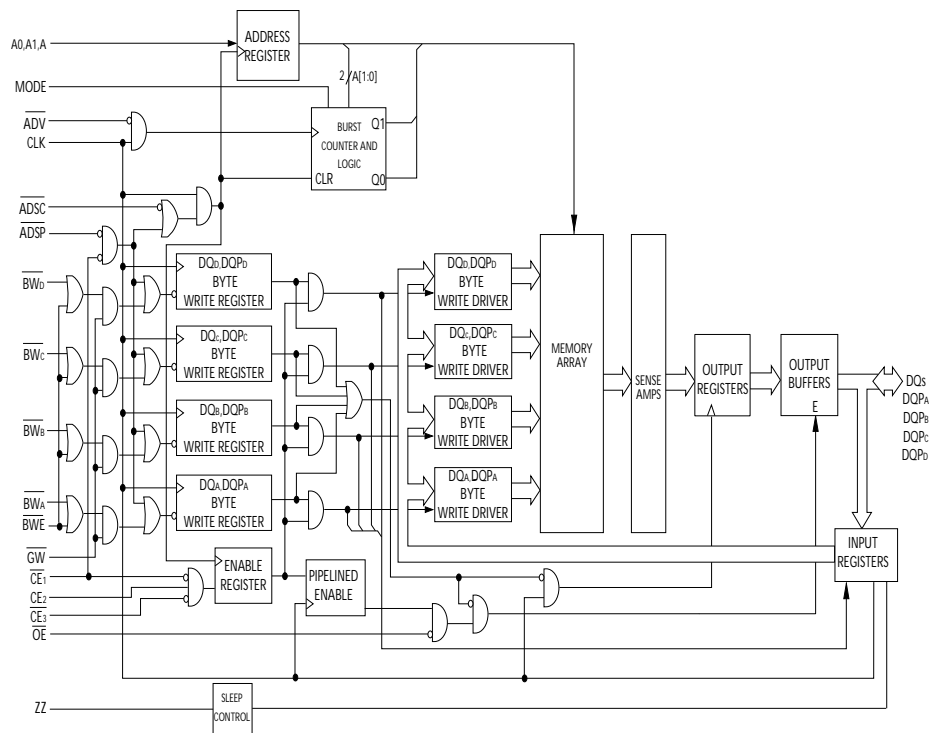 A0,A1,A
ADDRESS
REGISTER
MODE
2
A[1:0]
ADV
CLK
BURST
COUNTER AND
LOGIC
CLR
Q1
Q0
ADSC
ADSP
BWD
DQD,DQPD
BYTE
WRITE REGISTER
DQD,DQPD
BYTE
WRITE DRIVER
BWC
DQc,DQPC
BYTE
WRITE REGISTER
DQc,DQPC
BYTE
WRITE DRIVER
MEMORY
ARRAY
SENSE
AMPS
OUTPUT
REGISTERS
OUTPUT
BUFFERS
E
DQs
DQPA
DQPB
DQPC
DQPD
BWB
DQB,DQPB
BYTE
WRITE REGISTER
DQB,DQPB
BYTE
WRITE DRIVER
BWA
BWE
DQA,DQPA
BYTE
WRITE REGISTER
DQA,DQPA
BYTE
WRITE DRIVER
GW
CE1
CE2
CE3
OE
ENABLE
REGISTER
PIPELINED
ENABLE
INPUT
REGISTERS
ZZ
SLEEP
CONTROL